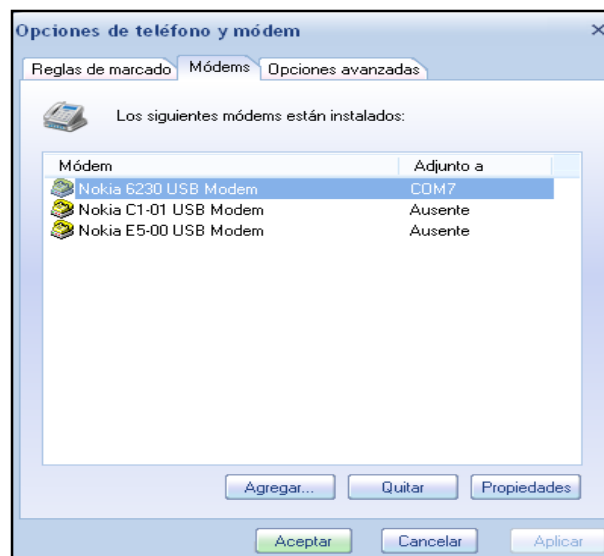 Opciones de teléfono y módem
Reglas de marcado Módems Opciones avanzadas
Los siguientes módems están instalados:
Módem Adjunto a
Nokia 6230 USB Modem COM7
Nokia C1-01 USB Modem Ausente
Nokia E5-00 USB Modem Ausente
Agregar... Quitar Propiedades
Aceptar Cancelar Aplicar